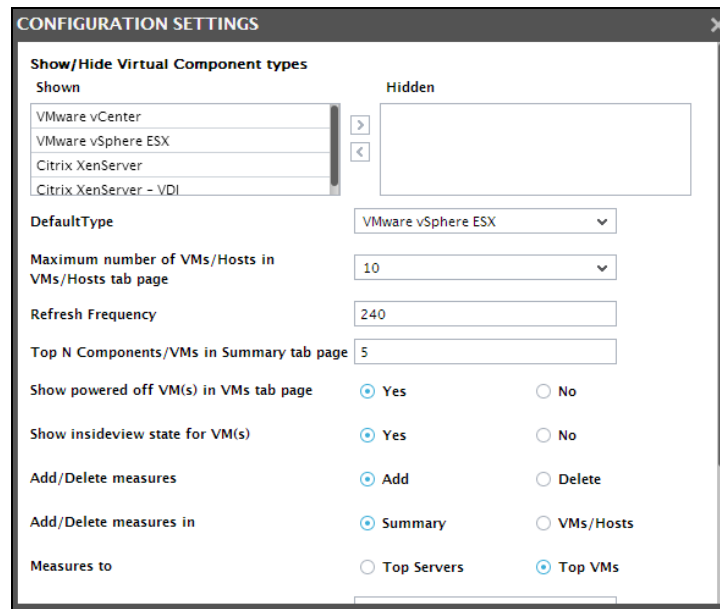 CONFIGURATION SETTINGS
Show/Hide Virtual Component types
Shown
Hidden
VMware vCenter
VMware vSphere ESX
Citrix XenServer
Citrix XenServer - VDI
DefaultType
VMware vSphere ESX
Maximum number of VMs/Hosts in
VMs/Hosts tab page
10
Refresh Frequency
240
Top N Components/VMs in Summary tab page
5
Show powered off VM(s) in VMs tab page
Yes
No
Show insideview state for VM(s)
Yes
No
Add/Delete measures
Add
Delete
Add/Delete measures in
Summary
VMs/Hosts
Measures to
Top Servers
Top VMs